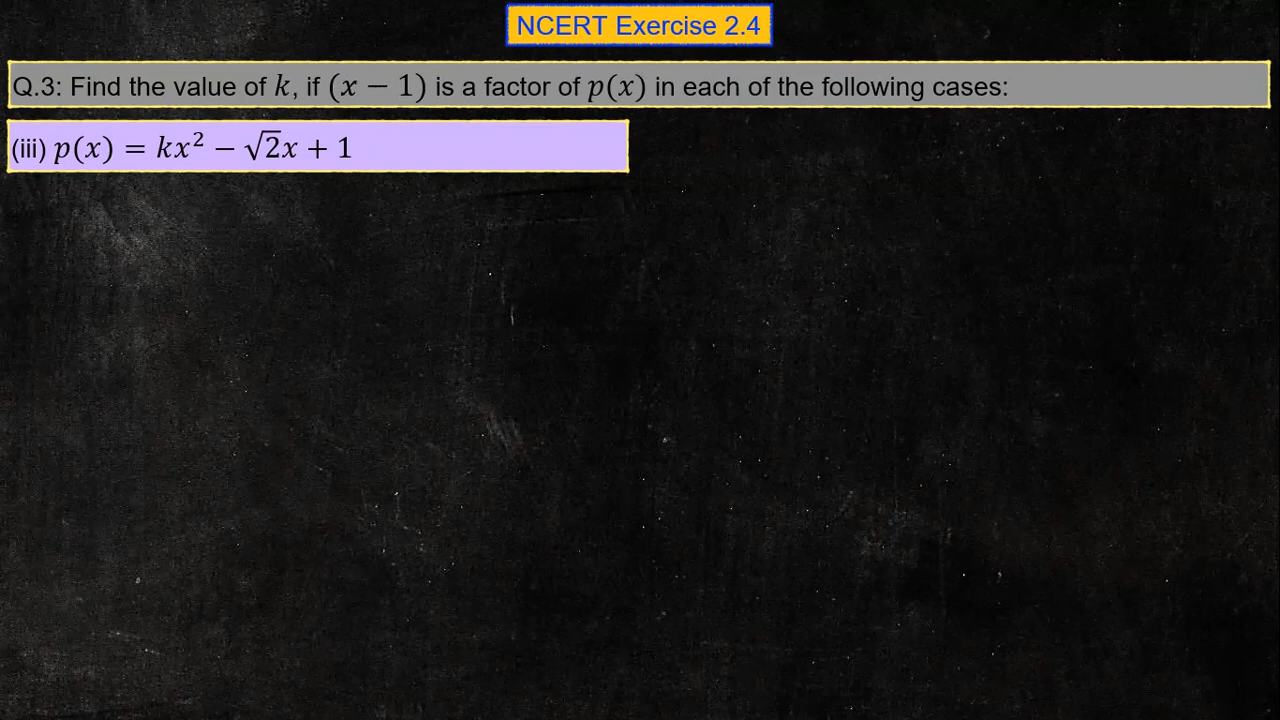 NCERT Exercise 2.4
Q.3: Find the value of k, if (x − 1) is a factor of p(x) in each of the following cases:
(iii) p(x) = kx² − √2x + 1